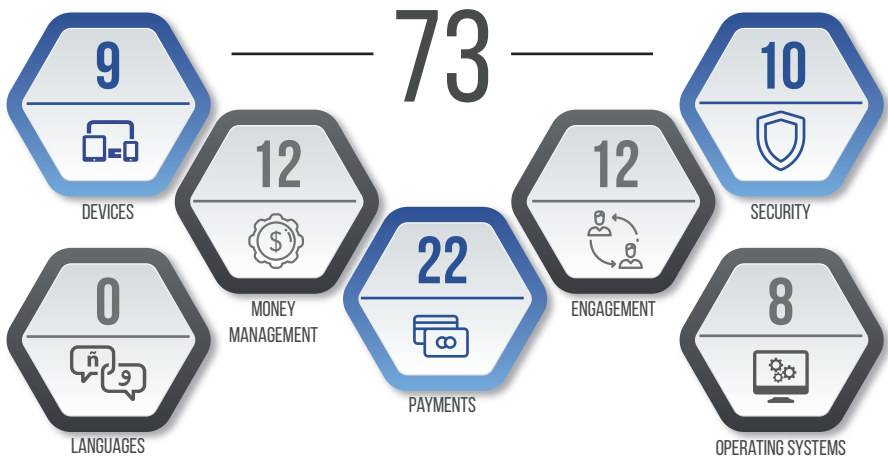 73
9
DEVICES
10
SECURITY
12
MONEY
MANAGEMENT
12
ENGAGEMENT
22
PAYMENTS
0
ñ
و
LANGUAGES
8
OPERATING SYSTEMS